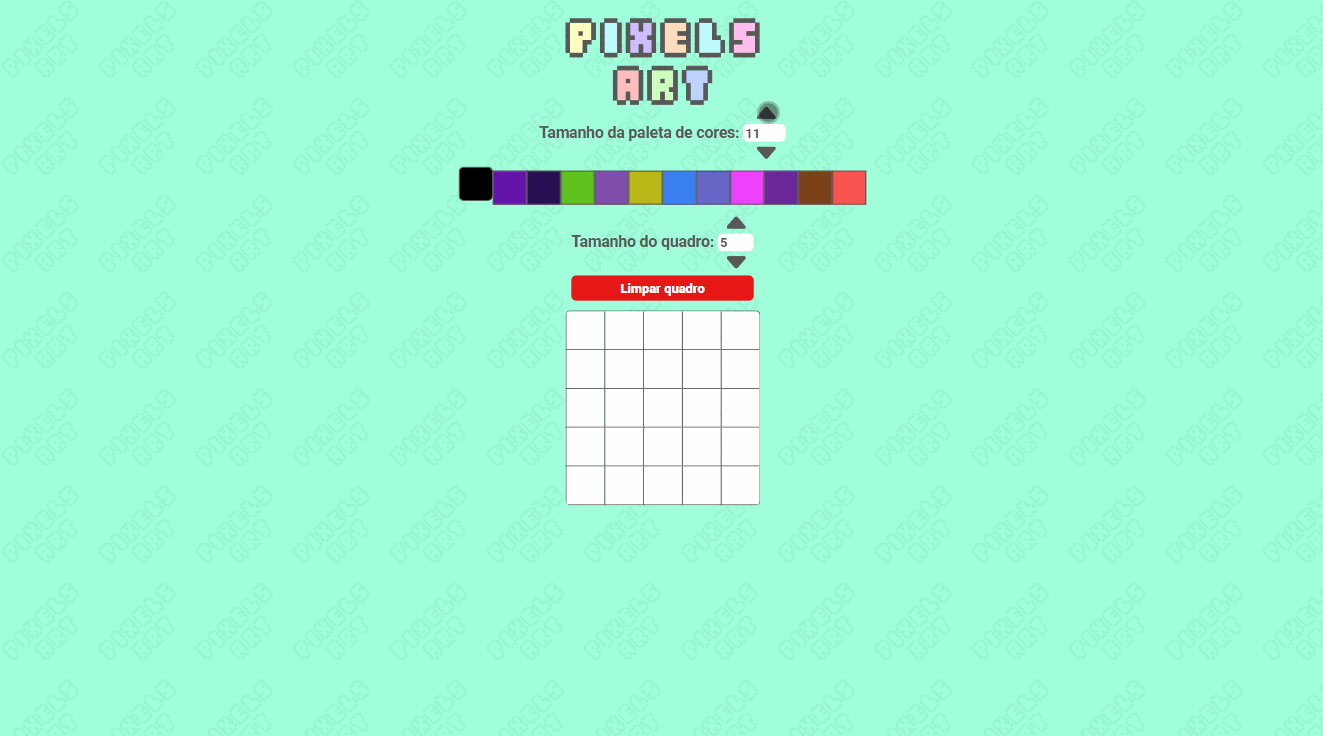 PIXELS
ART
Tamanho da paleta de cores: 11
Tamanho do quadro: 5
Limpar quadro